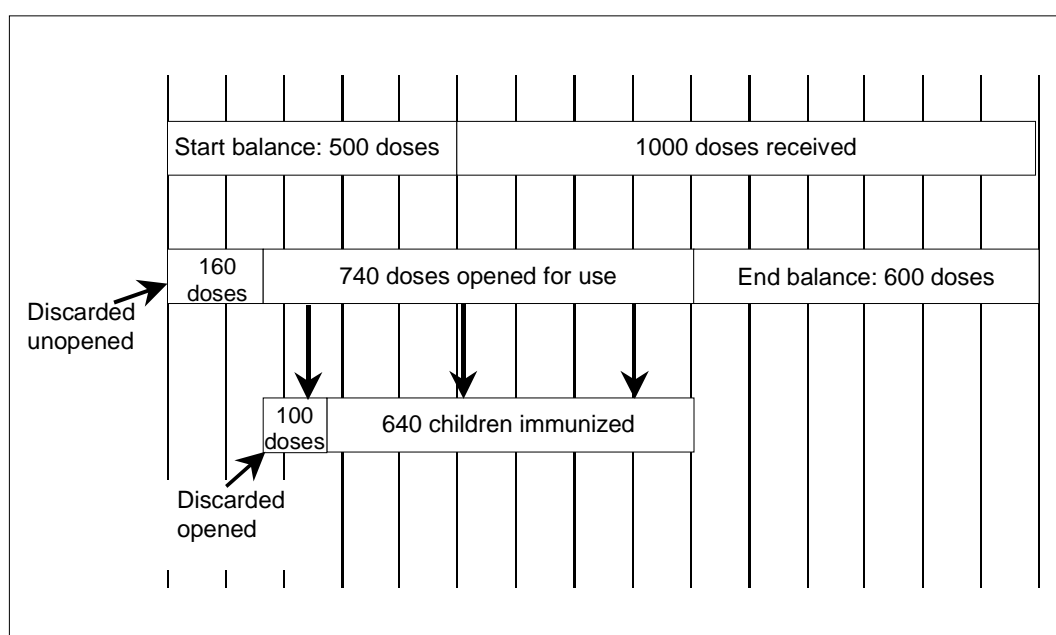 Start balance: 500 doses
1000 doses received
160
doses
740 doses opened for use
End balance: 600 doses
Discarded
unopened
100
doses
640 children immunized
Discarded
opened